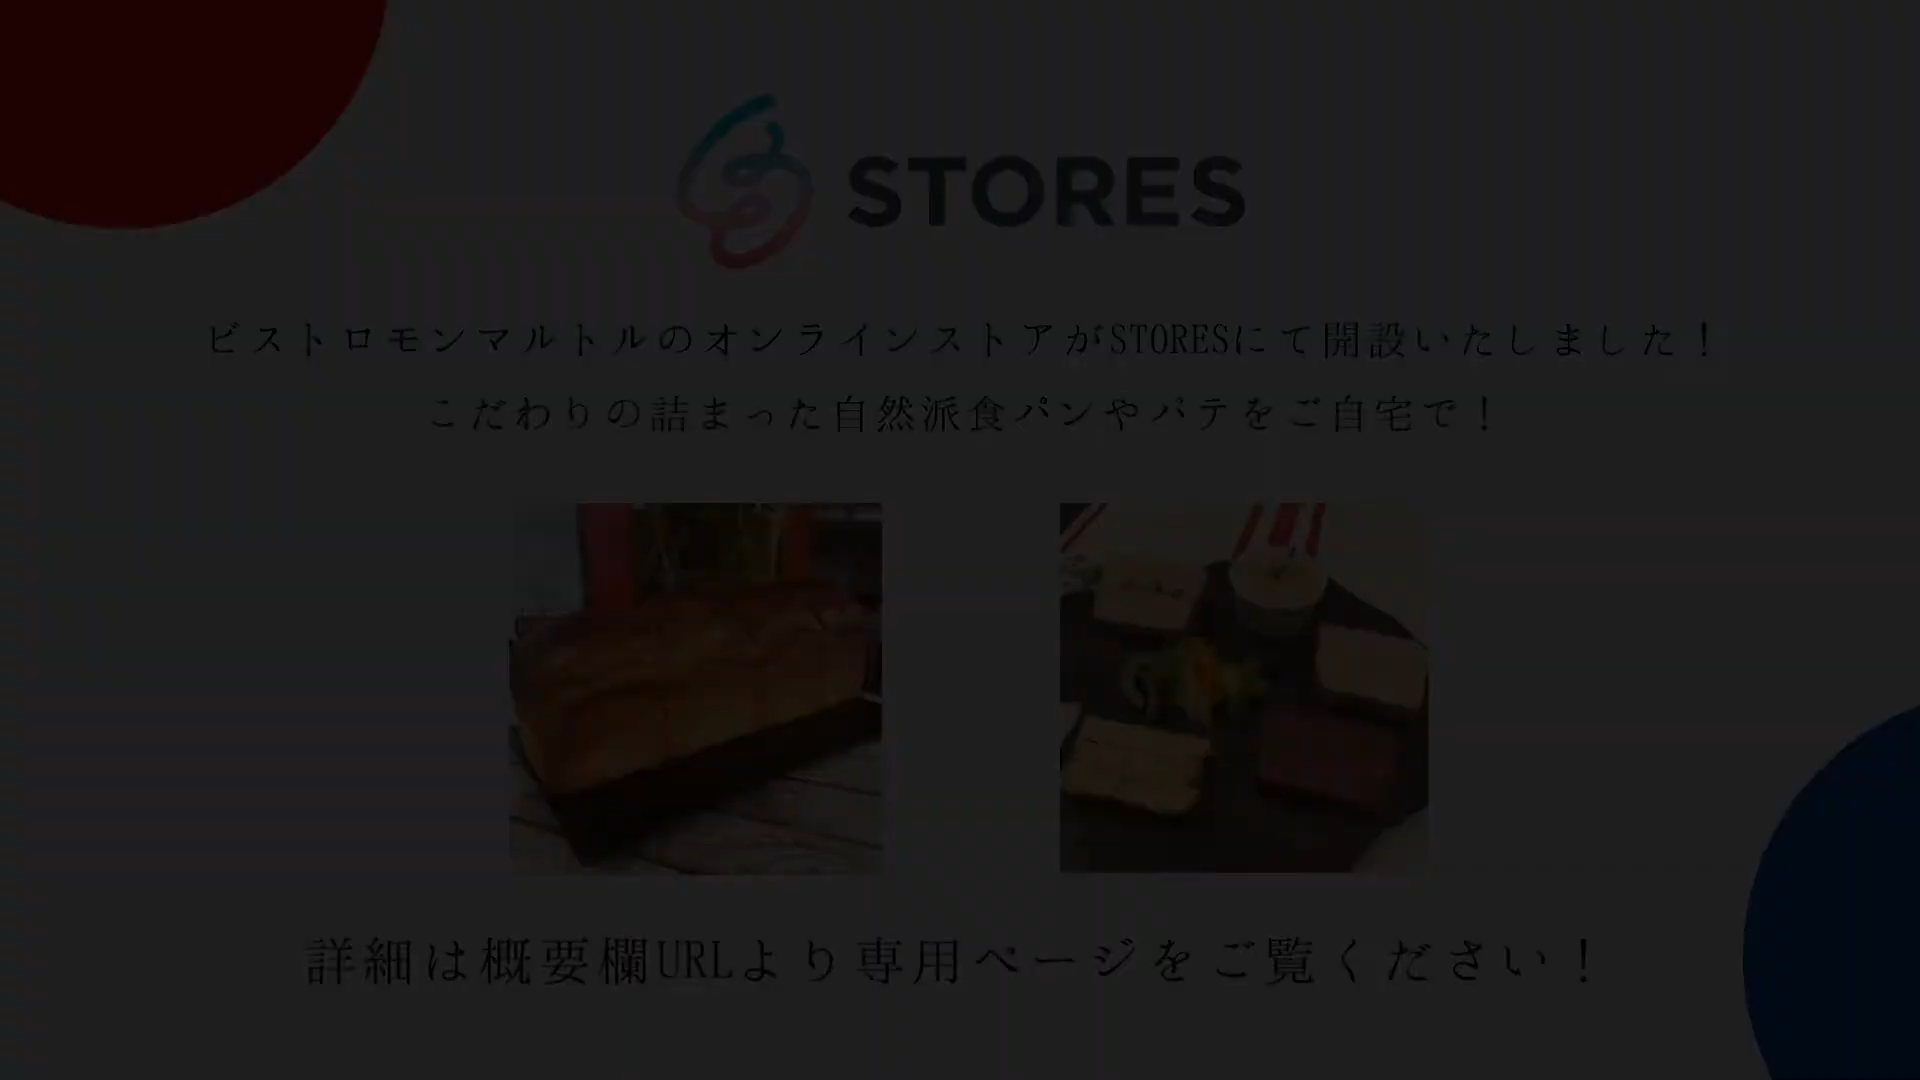 STORES
ビストロモンマルトルのオンラインストアがSTORESにて開設いたしました！
こだわりの詰まった自然派食パンやパテをご自宅で！
詳細は概要欄URLより専用ページをご覧ください！